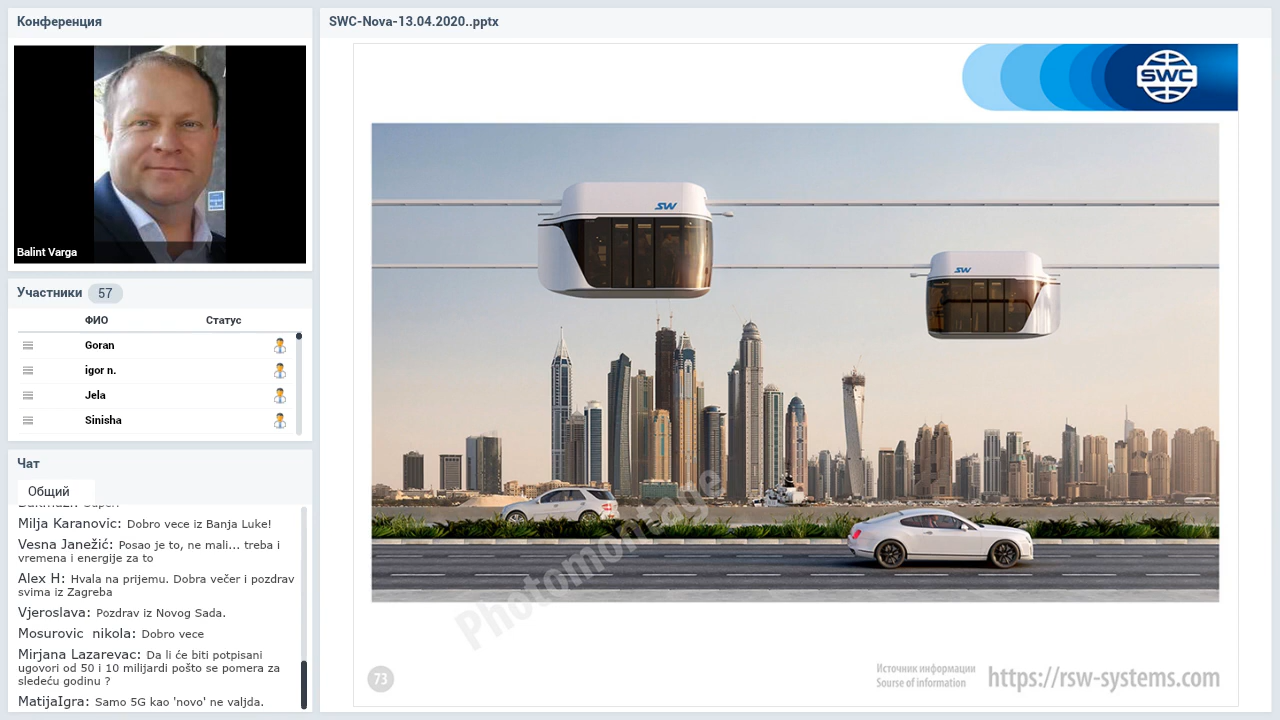 Конференция
Balint Varga
Участники 57
ФИО Статус
Goran
igor n.
Jela
Sinisha
Чат
Общий
Milja Karanovic: Dobro vece iz Banja Luke!
Vesna Janežić: Posao je to, ne mali... treba i
vremena i energije za to
Alex H: Hvala na prijemu. Dobra večer i pozdrav
svima iz Zagreba
Vjeroslava: Pozdrav iz Novog Sada.
Mosurovic nikola: Dobro vece
Mirjana Lazarevac: Da li će biti potpisani
ugovori od 50 i 10 milijardi pošto se pomera za
sledeću godinu ?
MatijaIgra: Samo 5G kao 'novo' ne valjda.
SWC-Nova-13.04.2020..pptx
SWC
SW
SW
Photomontage
73
Источник информации
Sourse of information
https://rsw-systems.com